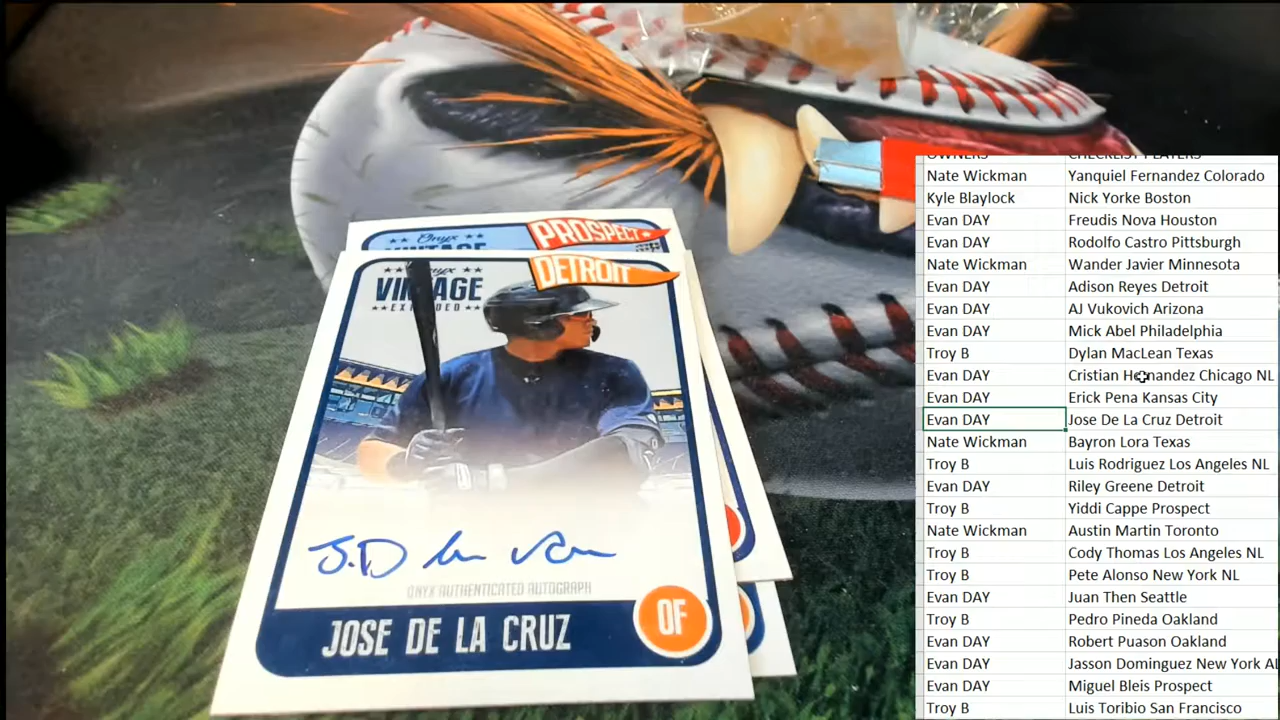 Onyx
VINTAGE
PROSPECT
DETROIT
Onyx
VINTAGE
EXTENDED
J.D
ONYX AUTHENTICATED AUTOGRAPH
JOSE DE LA CRUZ
OF
OWNERS CHECKLIST PLAYERS
Nate Wickman Yanquiel Fernandez Colorado
Kyle Blaylock Nick Yorke Boston
Evan DAY Freudis Nova Houston
Evan DAY Rodolfo Castro Pittsburgh
Nate Wickman Wander Javier Minnesota
Evan DAY Adison Reyes Detroit
Evan DAY AJ Vukovich Arizona
Evan DAY Mick Abel Philadelphia
Troy B Dylan MacLean Texas
Evan DAY Cristian Hernandez Chicago NL
Evan DAY Erick Pena Kansas City
Evan DAY Jose De La Cruz Detroit
Nate Wickman Bayron Lora Texas
Troy B Luis Rodriguez Los Angeles NL
Evan DAY Riley Greene Detroit
Troy B Yiddi Cappe Prospect
Nate Wickman Austin Martin Toronto
Troy B Cody Thomas Los Angeles NL
Troy B Pete Alonso New York NL
Evan DAY Juan Then Seattle
Troy B Pedro Pineda Oakland
Evan DAY Robert Puason Oakland
Evan DAY Jasson Dominguez New York AL
Evan DAY Miguel Bleis Prospect
Troy B Luis Toribio San Francisco